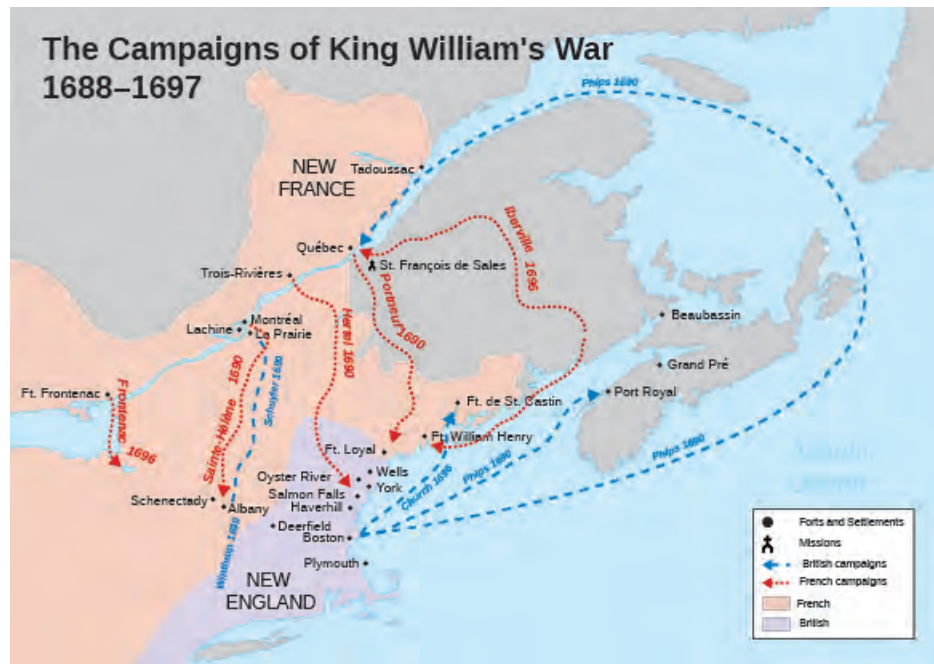 The Campaigns of King William's War
1688–1697
Phips 1690
NEW
FRANCE
Tadoussac
Québec
St. François de Sales
Iberville 1696
Trois-Rivières
Portneuf 1690
Hertel 1690
Montréal
Lachine
La Prairie
Beaubassin
Grand Pré
Ft. Frontenac
Frontenac 1696
Sainte-Hélène 1690
Schuyler 1690
Ft. de St. Castin
Port Royal
Ft. William Henry
Ft. Loyal
Wells
Oyster River
York
Salmon Falls
Haverhill
Church 1696
Phips 1690
Phips 1690
Schenectady
Albany
Deerfield
Boston
Winthrop 1690
Plymouth
NEW
ENGLAND
Forts and Settlements
Missions
British campaigns
French campaigns
French
British